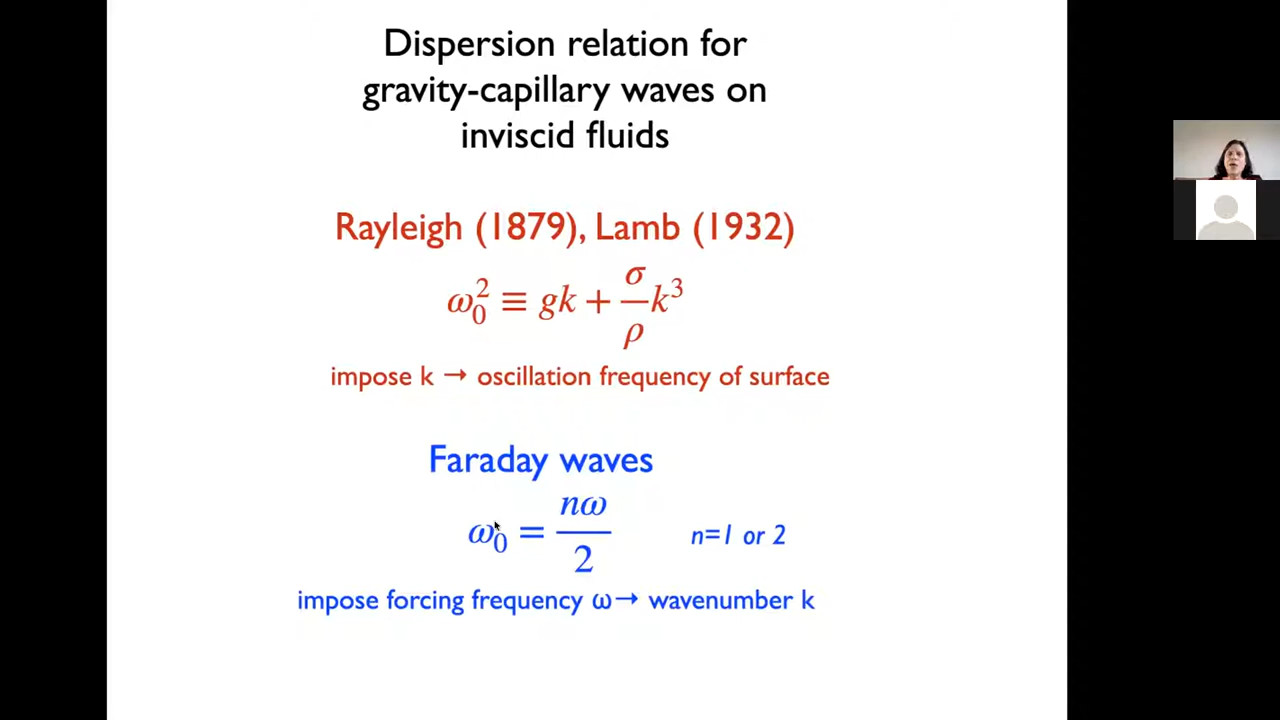 Dispersion relation for
gravity-capillary waves on
inviscid fluids
Rayleigh (1879), Lamb (1932)
ω₀² ≡ gk + σ/ρ k³
impose k → oscillation frequency of surface
Faraday waves
ω₀ = nω/2 n=1 or 2
impose forcing frequency ω→ wavenumber k